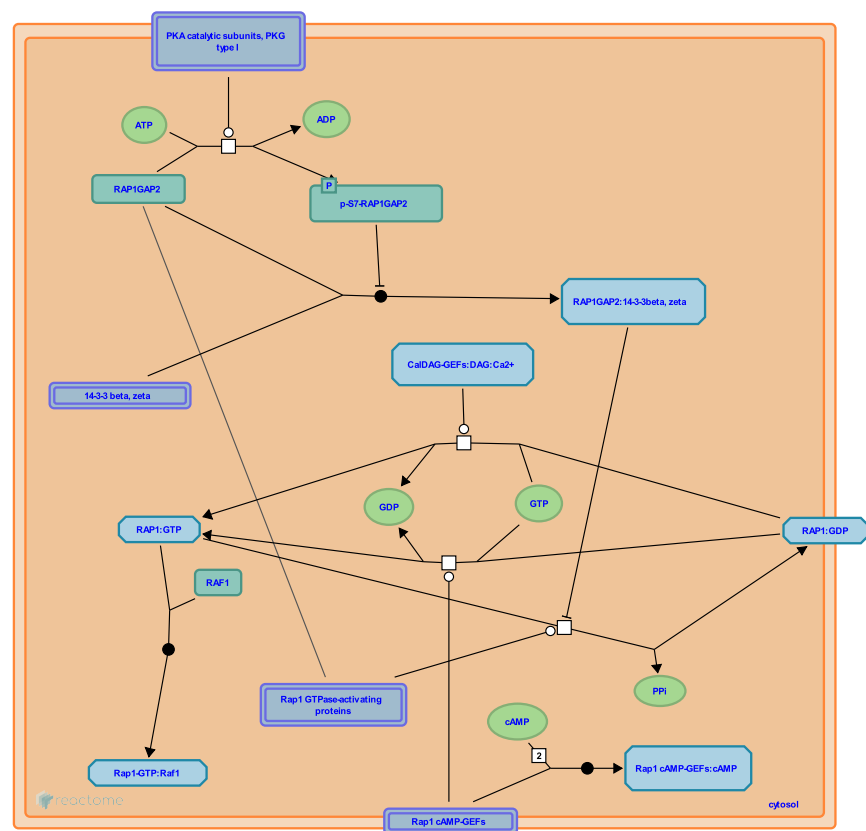 PKA catalytic subunits, PKG
type I
ATP
ADP
RAP1GAP2
P
p-S7-RAP1GAP2
RAP1GAP2:14-3-3beta, zeta
CalDAG-GEFs:DAG:Ca2+
14-3-3 beta, zeta
GDP
GTP
RAP1:GTP
RAP1:GDP
RAF1
Rap1 GTPase-activating
proteins
PPi
cAMP
2
Rap1 cAMP-GEFs:cAMP
Rap1-GTP:Raf1
reactome
cytosol
Rap1 cAMP-GEFs